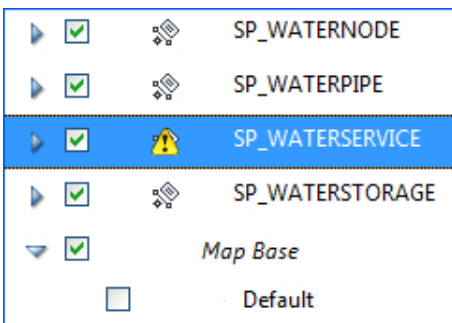 SP_WATERNODE
SP_WATERPIPE
SP_WATERSERVICE
SP_WATERSTORAGE
Map Base
Default